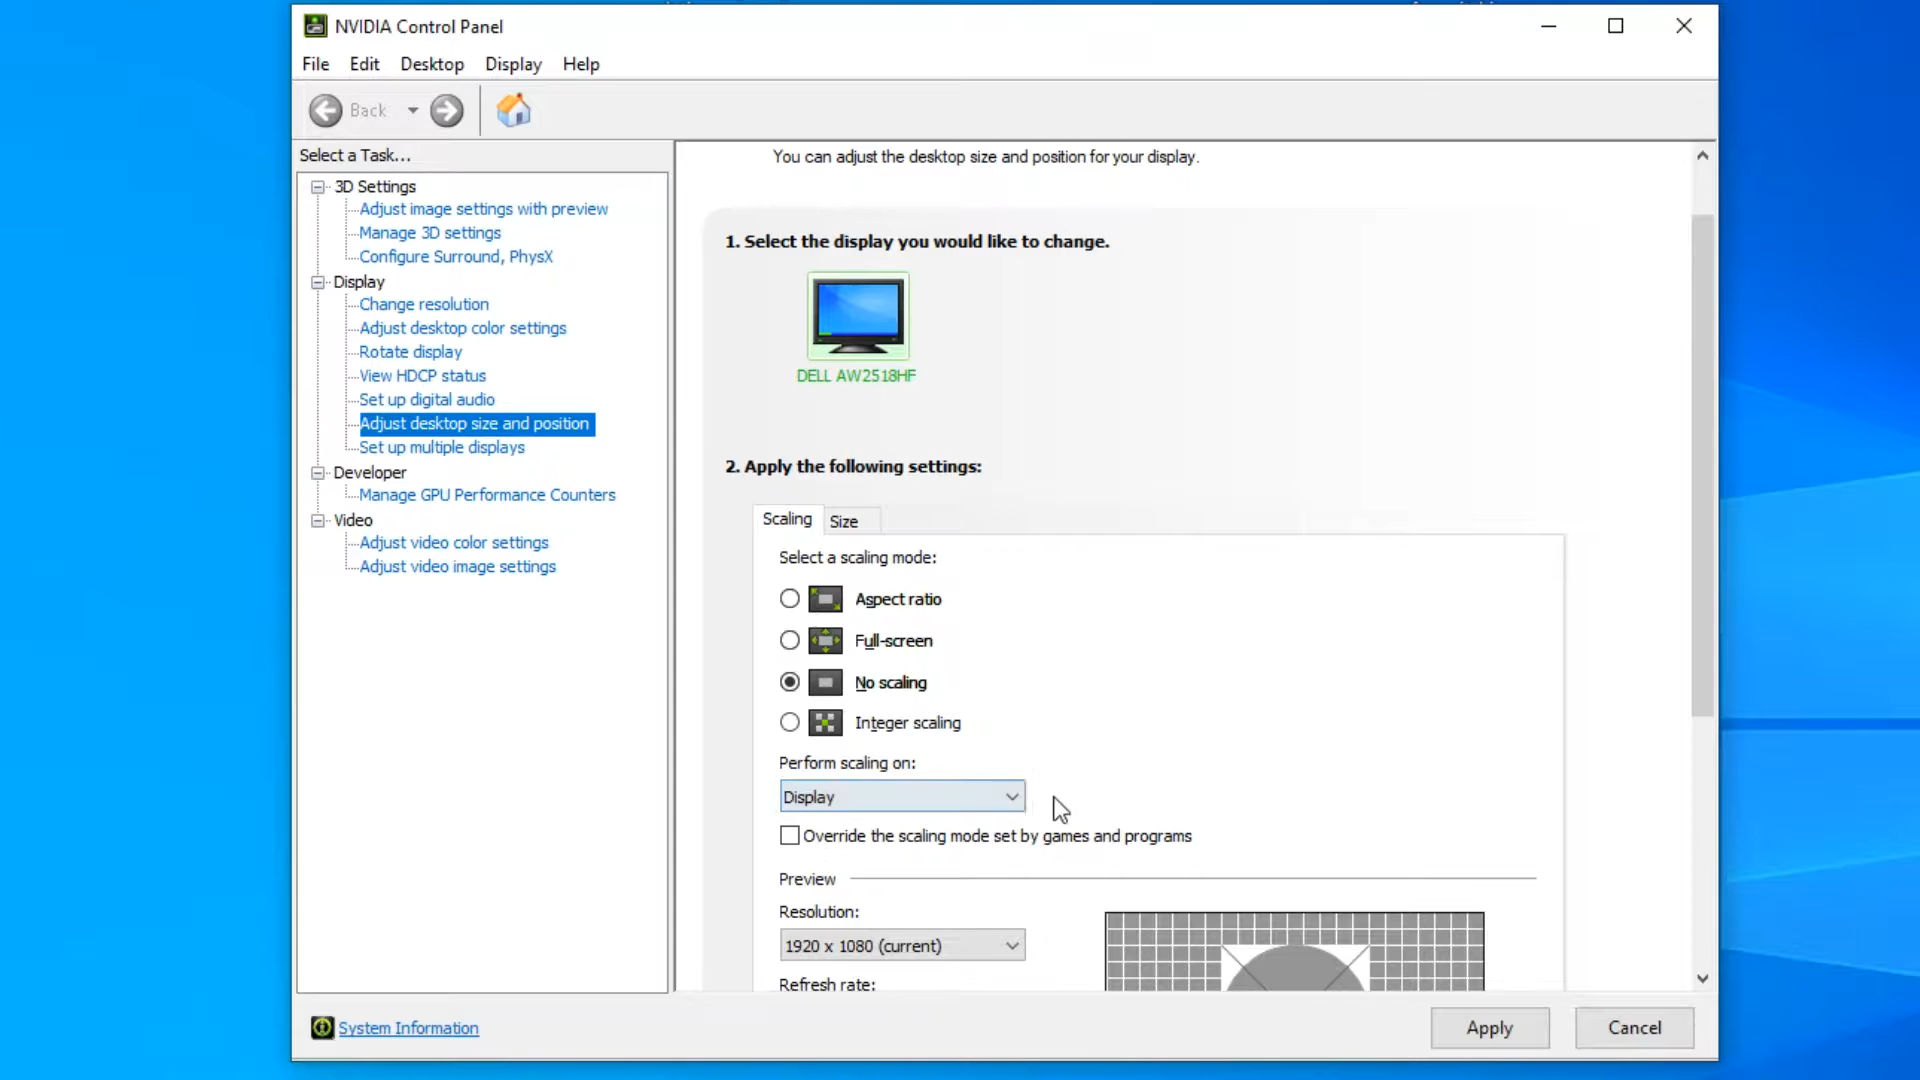 NVIDIA Control Panel
File Edit Desktop Display Help
Back
Select a Task...
3D Settings
Adjust image settings with preview
Manage 3D settings
Configure Surround, PhysX
Display
Change resolution
Adjust desktop color settings
Rotate display
View HDCP status
Set up digital audio
Adjust desktop size and position
Set up multiple displays
Developer
Manage GPU Performance Counters
Video
Adjust video color settings
Adjust video image settings
You can adjust the desktop size and position for your display.
1. Select the display you would like to change.
DELL AW2518HF
2. Apply the following settings:
Scaling Size
Select a scaling mode:
Aspect ratio
Full-screen
No scaling
Integer scaling
Perform scaling on:
Display
Override the scaling mode set by games and programs
Preview
Resolution:
1920 x 1080 (current)
Refresh rate:
System Information
Apply Cancel